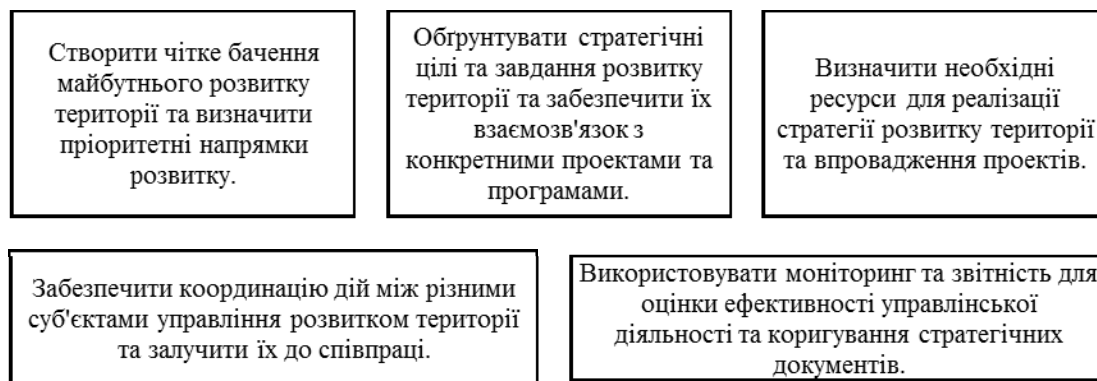 Створити чітке бачення
майбутнього розвитку
території та визначити
пріоритетні напрямки
розвитку.
Обґрунтувати стратегічні
цілі та завдання розвитку
території та забезпечити їх
взаємозв'язок з
конкретними проектами та
програмами.
Визначити необхідні
ресурси для реалізації
стратегії розвитку території
та впровадження проектів.
Забезпечити координацію дій між різними
суб'єктами управління розвитком території
та залучити їх до співпраці.
Використовувати моніторинг та звітність для
оцінки ефективності управлінської
діяльності та коригування стратегічних
документів.